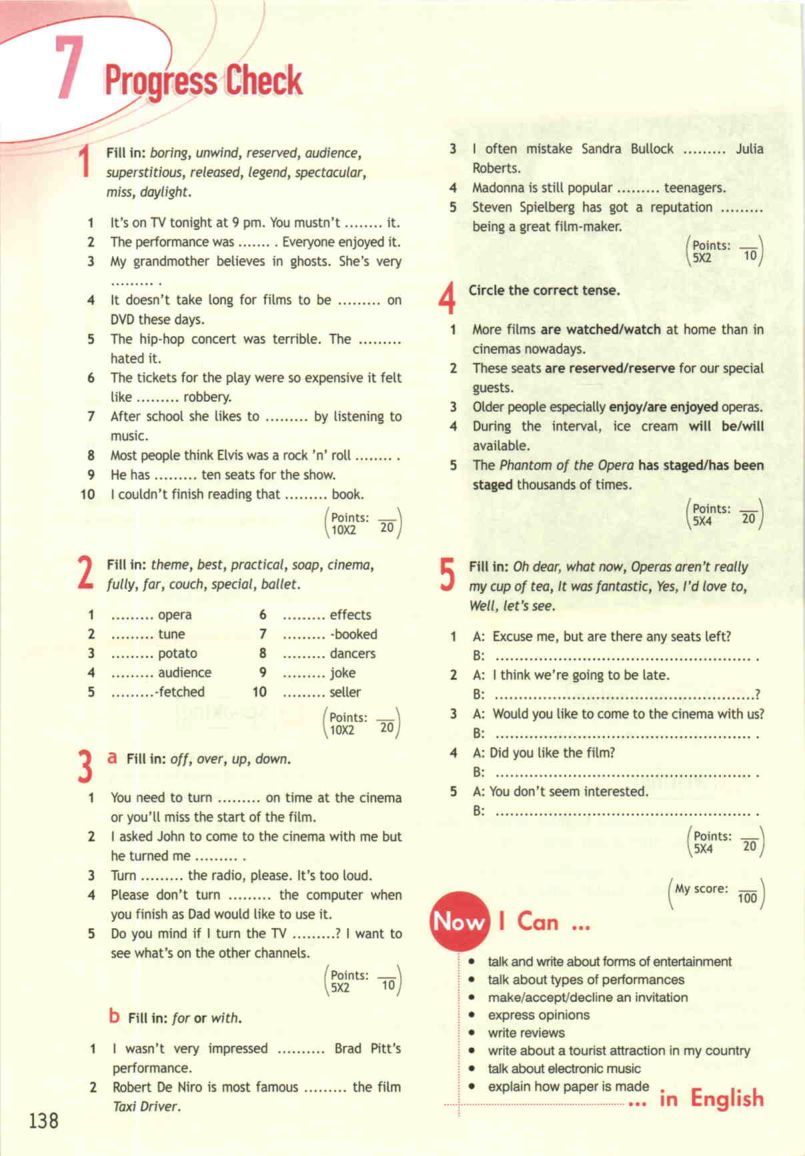 7 Progress Check
1 Fill in: boring, unwind, reserved, audience,
superstitious, released, legend, spectacular,
miss, daylight.
1 It's on TV tonight at 9 pm. You mustn't ........ it.
2 The performance was ....... . Everyone enjoyed it.
3 My grandmother believes in ghosts. She's very
......... .
4 It doesn't take long for films to be ......... on
DVD these days.
5 The hip-hop concert was terrible. The .........
hated it.
6 The tickets for the play were so expensive it felt
like ......... robbery.
7 After school she likes to ......... by listening to
music.
8 Most people think Elvis was a rock 'n' roll ........ .
9 He has ......... ten seats for the show.
10 I couldn't finish reading that ......... book.
(Points: __
10X2 20)
2 Fill in: theme, best, practical, soap, cinema,
fully, far, couch, special, ballet.
1 ......... opera 6 ......... effects
2 ......... tune 7 ......... -booked
3 ......... potato 8 ......... dancers
4 ......... audience 9 ......... joke
5 .........-fetched 10 ......... seller
(Points: __
10X2 20)
3 a Fill in: off, over, up, down.
1 You need to turn ......... on time at the cinema
or you'll miss the start of the film.
2 I asked John to come to the cinema with me but
he turned me ......... .
3 Turn ......... the radio, please. It's too loud.
4 Please don't turn ......... the computer when
you finish as Dad would like to use it.
5 Do you mind if I turn the TV .........? I want to
see what's on the other channels.
(Points: __
5X2 10)
b Fill in: for or with.
1 I wasn't very impressed .......... Brad Pitt's
performance.
2 Robert De Niro is most famous ......... the film
Taxi Driver.
138
3 I often mistake Sandra Bullock ......... Julia
Roberts.
4 Madonna is still popular ......... teenagers.
5 Steven Spielberg has got a reputation .........
being a great film-maker.
(Points: __
5X2 10)
4 Circle the correct tense.
1 More films are watched/watch at home than in
cinemas nowadays.
2 These seats are reserved/reserve for our special
guests.
3 Older people especially enjoy/are enjoyed operas.
4 During the interval, ice cream will be/will
available.
5 The Phantom of the Opera has staged/has been
staged thousands of times.
(Points: __
5X4 20)
5 Fill in: Oh dear, what now, Operas aren't really
my cup of tea, It was fantastic, Yes, I'd love to,
Well, let's see.
1 A: Excuse me, but are there any seats left?
B: .................................................. .
2 A: I think we're going to be late.
B: ..................................................?
3 A: Would you like to come to the cinema with us?
B: .................................................. .
4 A: Did you like the film?
B: .................................................. .
5 A: You don't seem interested.
B: .................................................. .
(Points: __
5X4 20)
(My score: __
100)
Now I Can ...
• talk and write about forms of entertainment
• talk about types of performances
• make/accept/decline an invitation
• express opinions
• write reviews
• write about a tourist attraction in my country
• talk about electronic music
• explain how paper is made
... in English